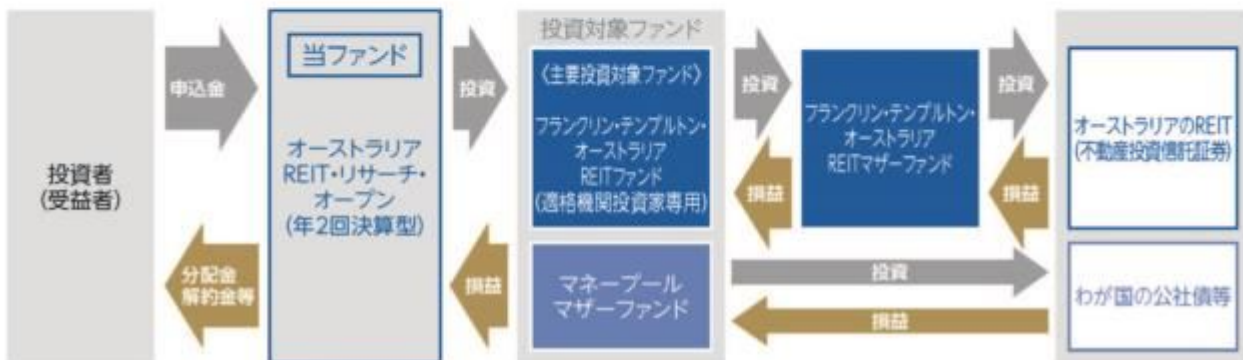 投資者
(受益者)
申込金
分配金
解約金等
当ファンド
オーストラリア
REIT・リサーチ・
オープン
(年2回決算型)
投資
損益
投資対象ファンド
〈主要投資対象ファンド〉
フランクリン・テンプルトン・
オーストラリア
REITファンド
(適格機関投資家専用)
マネープール
マザーファンド
投資
損益
フランクリン・テンプルトン・
オーストラリア
REITマザーファンド
投資
損益
投資
損益
オーストラリアのREIT
(不動産投資信託証券)
わが国の公社債等